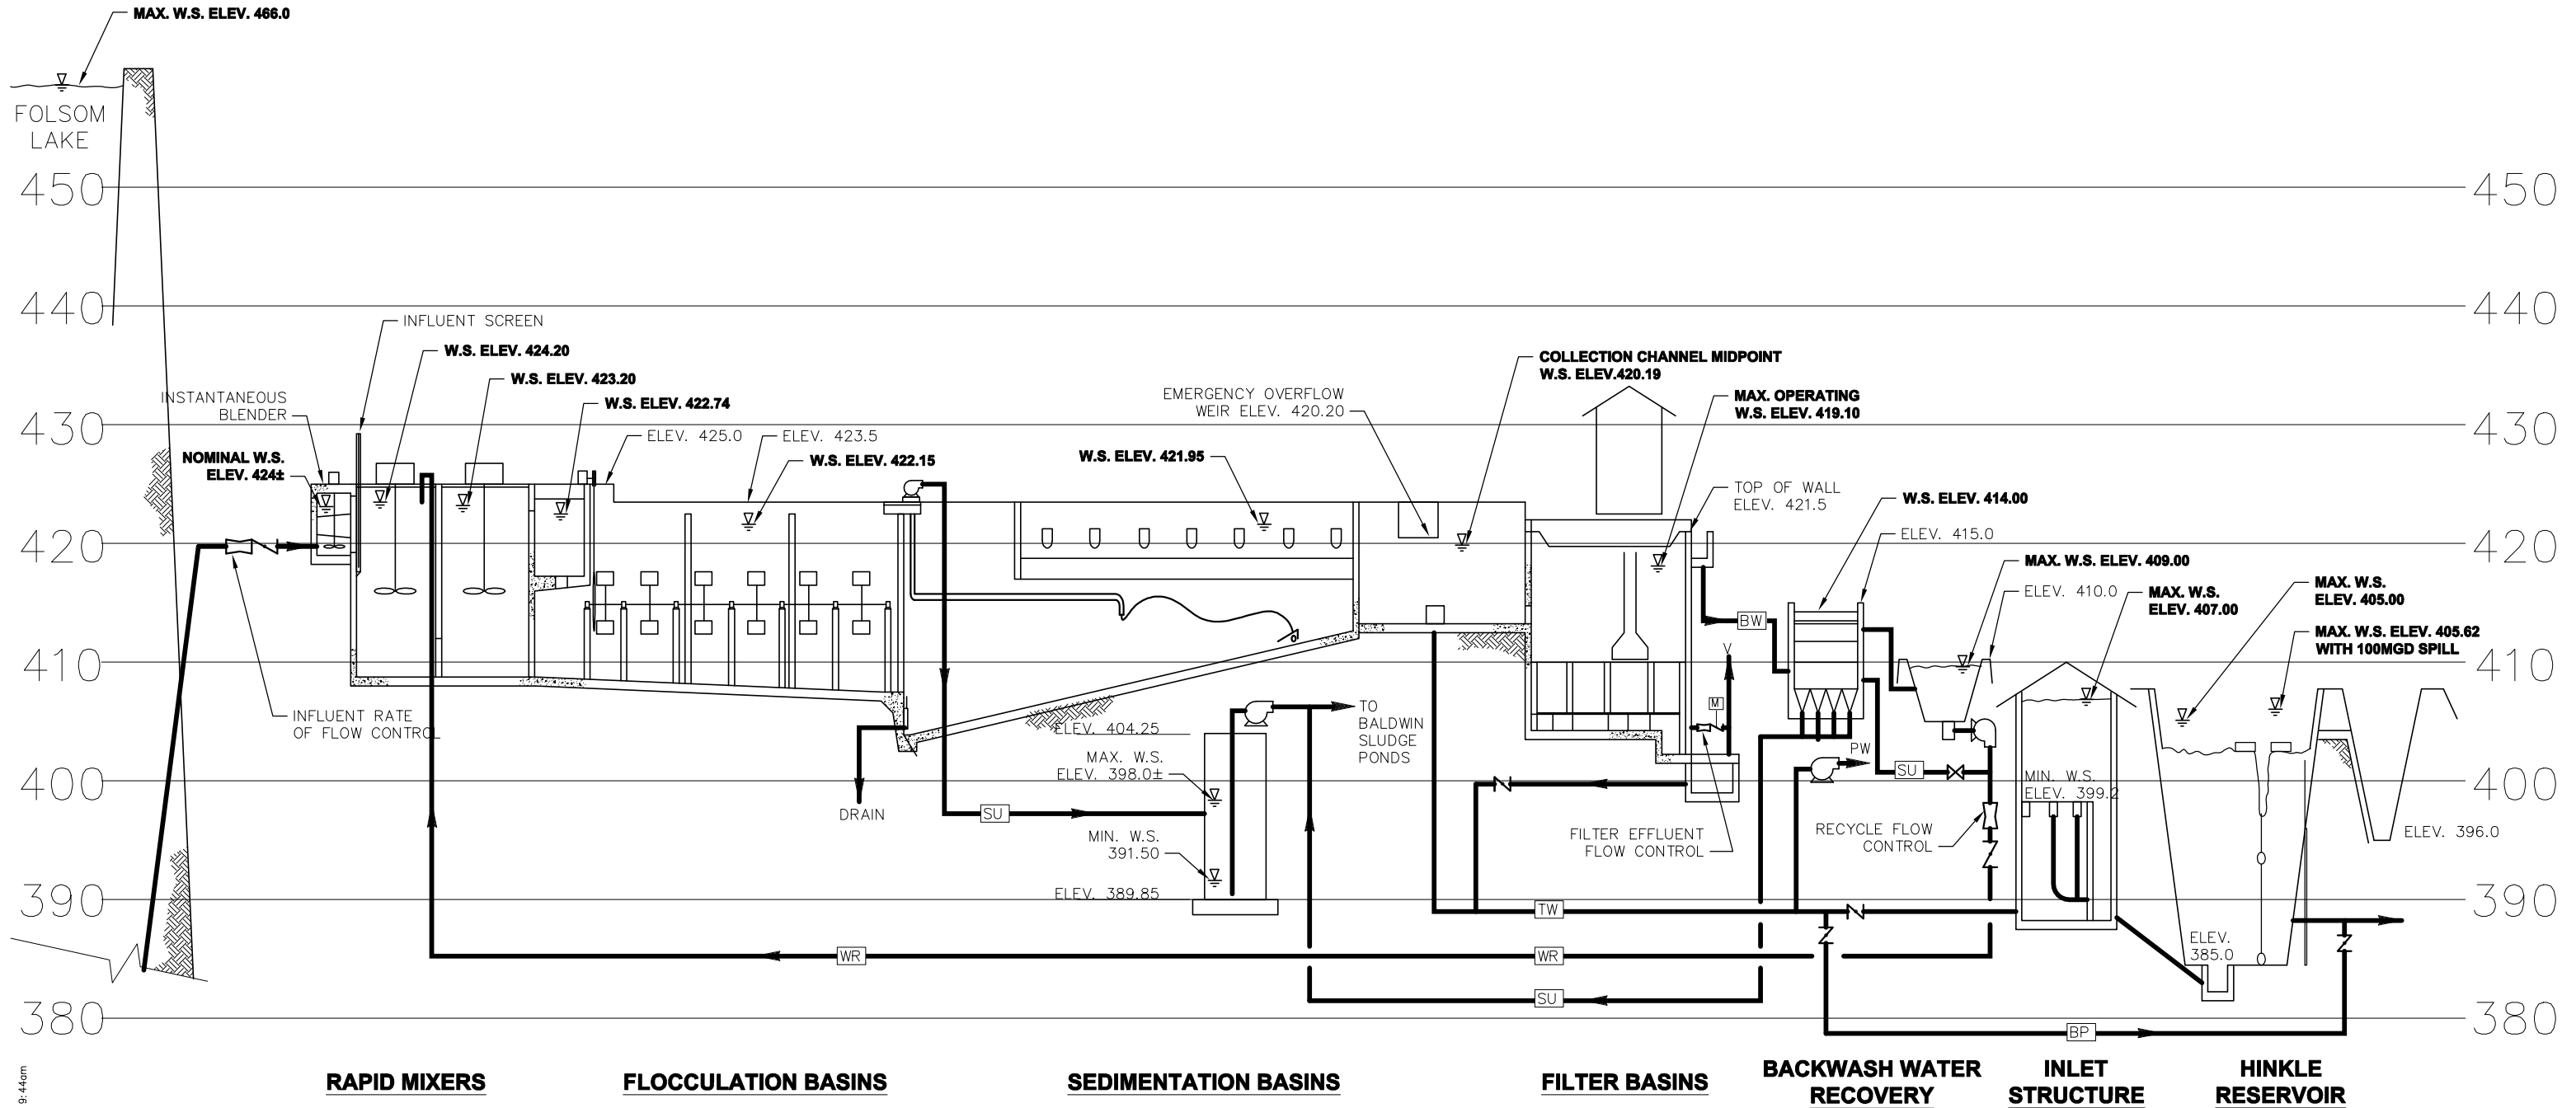 MAX. W.S. ELEV. 466.0
FOLSOM
LAKE
450
450
440
440
INFLUENT SCREEN
W.S. ELEV. 424.20
W.S. ELEV. 423.20
W.S. ELEV. 422.74
INSTANTANEOUS
BLENDER
NOMINAL W.S.
ELEV. 424±
430
430
ELEV. 425.0
ELEV. 423.5
W.S. ELEV. 422.15
W.S. ELEV. 421.95
EMERGENCY OVERFLOW
WEIR ELEV. 420.20
COLLECTION CHANNEL MIDPOINT
W.S. ELEV.420.19
MAX. OPERATING
W.S. ELEV. 419.10
TOP OF WALL
ELEV. 421.5
W.S. ELEV. 414.00
ELEV. 415.0
420
420
MAX. W.S. ELEV. 409.00
ELEV. 410.0
MAX. W.S.
ELEV. 407.00
MAX. W.S.
ELEV. 405.00
MAX. W.S. ELEV. 405.62
WITH 100MGD SPILL
BW
V
M
410
410
INFLUENT RATE
OF FLOW CONTROL
ELEV. 404.25
MAX. W.S.
ELEV. 398.0±
TO
BALDWIN
SLUDGE
PONDS
PW
SU
MIN. W.S.
ELEV. 399.2
400
400
DRAIN
SU
MIN. W.S.
391.50
FILTER EFFLUENT
FLOW CONTROL
RECYCLE FLOW
CONTROL
ELEV. 396.0
ELEV. 389.85
390
390
TW
WR
WR
ELEV.
385.0
SU
380
380
BP
RAPID MIXERS
FLOCCULATION BASINS
SEDIMENTATION BASINS
FILTER BASINS
BACKWASH WATER
RECOVERY
INLET
STRUCTURE
HINKLE
RESERVOIR
9:44am